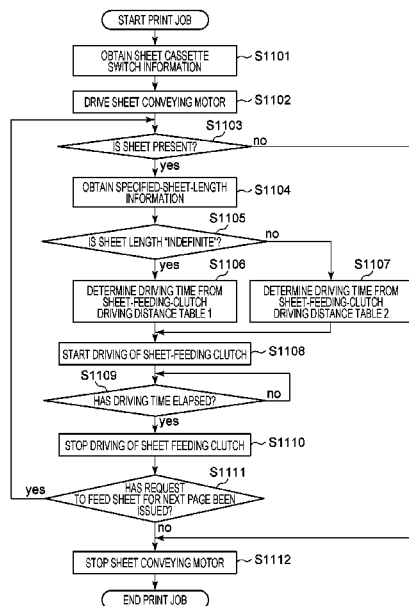 START PRINT JOB
S1101
OBTAIN SHEET CASSETTE
SWITCH INFORMATION
S1102
DRIVE SHEET CONVEYING MOTOR
S1103
IS SHEET PRESENT?
no
yes
S1104
OBTAIN SPECIFIED-SHEET-LENGTH
INFORMATION
S1105
IS SHEET LENGTH "INDEFINITE"?
no
yes
S1106
S1107
DETERMINE DRIVING TIME FROM
SHEET-FEEDING-CLUTCH
DRIVING DISTANCE TABLE 1
DETERMINE DRIVING TIME FROM
SHEET-FEEDING-CLUTCH
DRIVING DISTANCE TABLE 2
START DRIVING OF SHEET-FEEDING CLUTCH
S1108
S1109
HAS DRIVING TIME ELAPSED?
no
yes
STOP DRIVING OF SHEET FEEDING CLUTCH
S1110
S1111
yes
HAS REQUEST
TO FEED SHEET FOR NEXT PAGE BEEN
ISSUED?
no
STOP SHEET CONVEYING MOTOR
S1112
END PRINT JOB